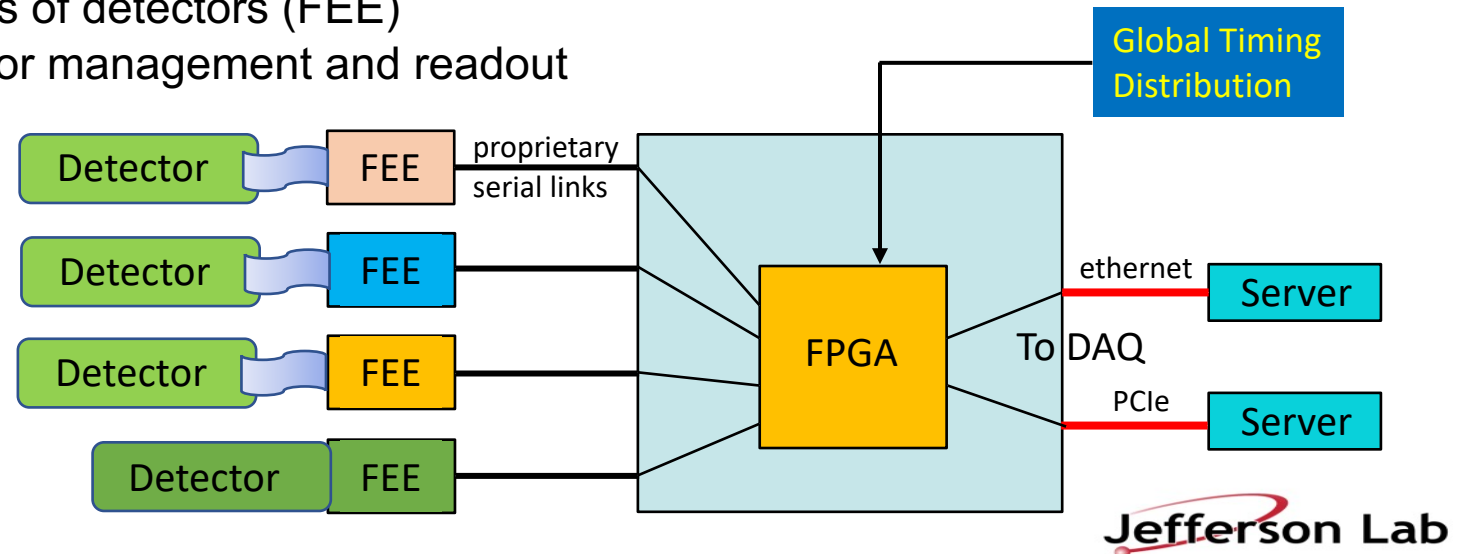 s of detectors (FEE)
or management and readout
Global Timing
Distribution
Detector
FEE
proprietary
serial links
Detector
FEE
ethernet
Server
FPGA
To DAQ
Detector
FEE
PCIe
Server
Detector
FEE
Jefferson Lab